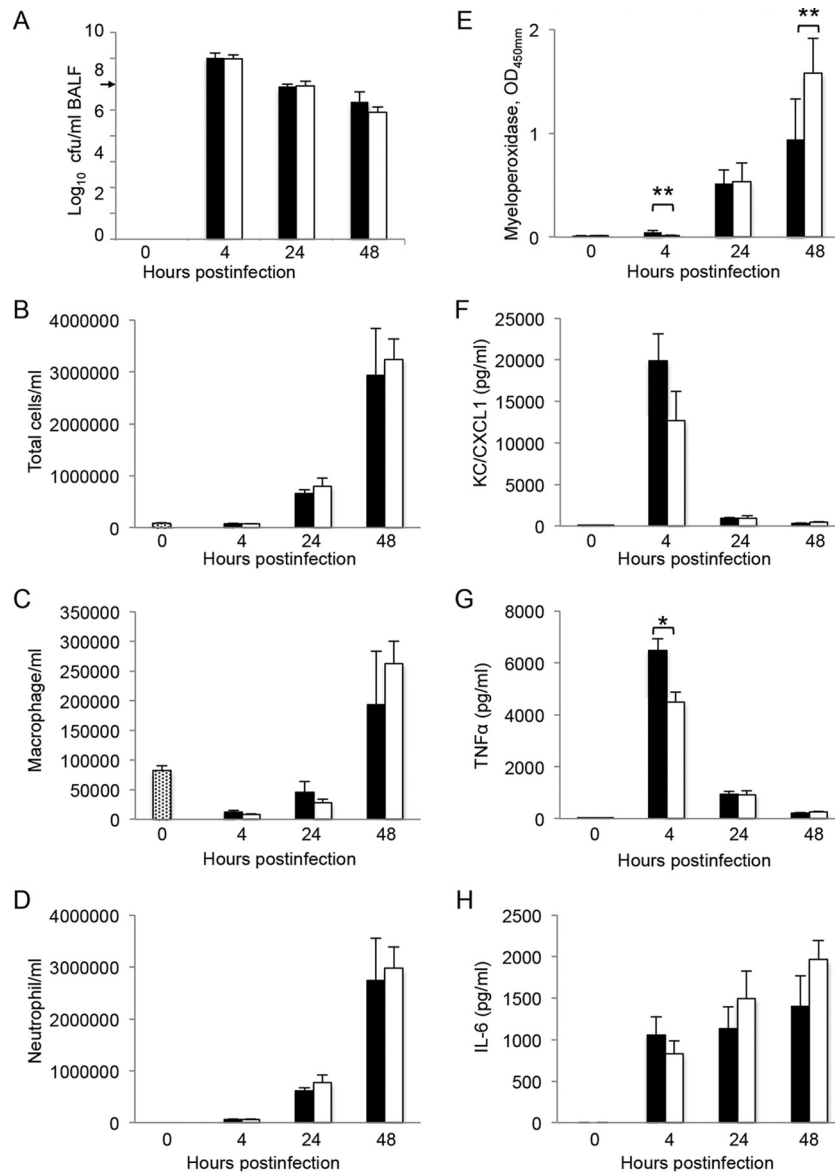 A
Log10 cfu/ml BALF
10
8
6
4
2
0
0 4 24 48
Hours postinfection
B
Total cells/ml
4000000
3000000
2000000
1000000
0
0 4 24 48
Hours postinfection
C
Macrophage/ml
350000
300000
250000
200000
150000
100000
50000
0
0 4 24 48
Hours postinfection
D
Neutrophil/ml
4000000
3000000
2000000
1000000
0
0 4 24 48
Hours postinfection
E
Myeloperoxidase, OD450mm
2
1
0
**
**
0 4 24 48
Hours postinfection
F
KC/CXCL1 (pg/ml)
25000
20000
15000
10000
5000
0
0 4 24 48
Hours postinfection
G
TNFα (pg/ml)
8000
6000
4000
2000
0
*
0 4 24 48
Hours postinfection
H
IL-6 (pg/ml)
2500
2000
1500
1000
500
0
0 4 24 48
Hours postinfection